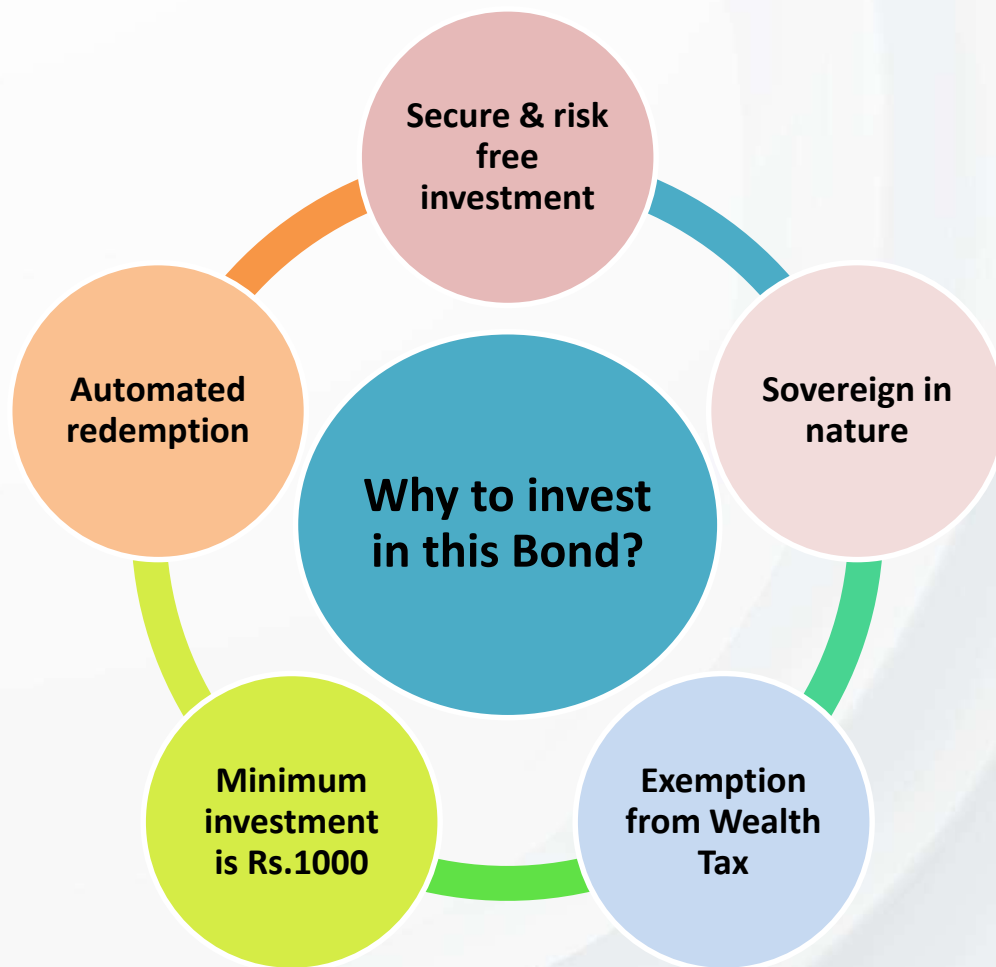 Secure & risk
free
investment
Sovereign in
nature
Exemption
from Wealth
Tax
Minimum
investment
is Rs.1000
Automated
redemption
Why to invest
in this Bond?